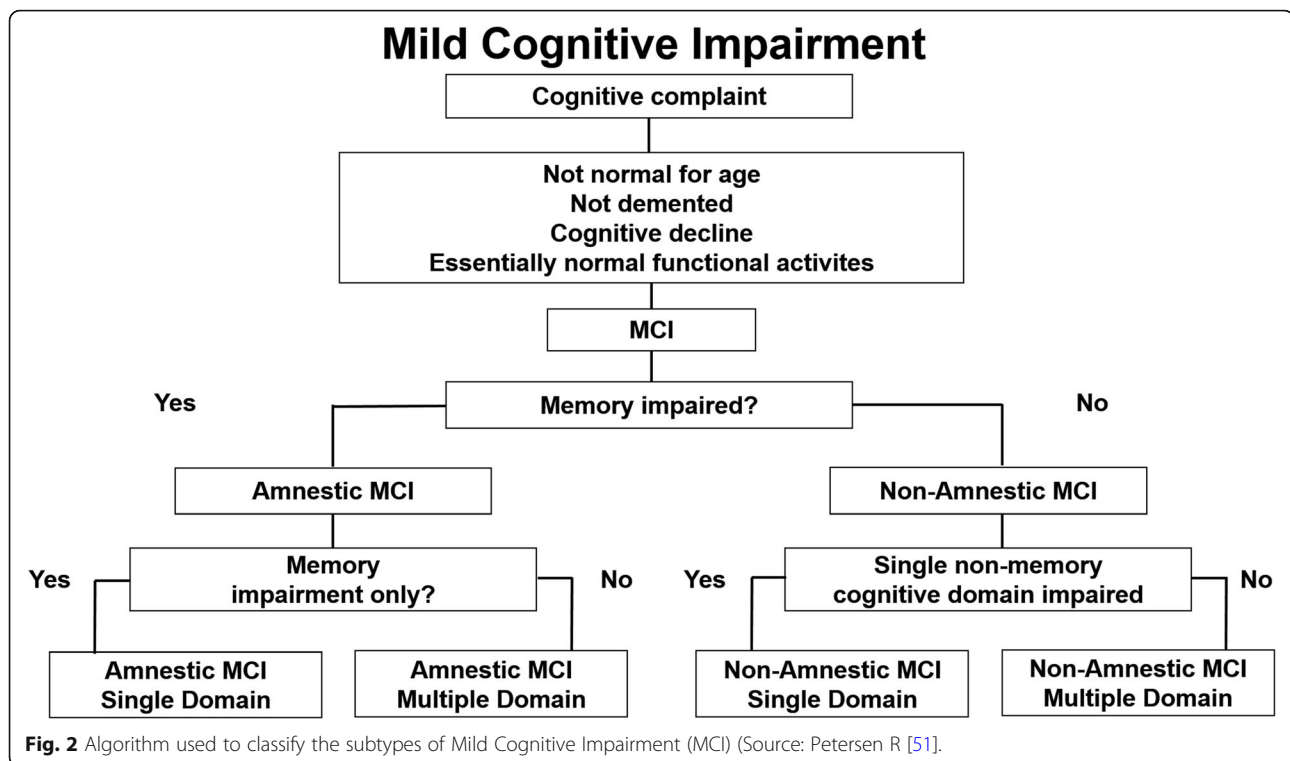 Mild Cognitive Impairment
Cognitive complaint
Not normal for age
Not demented
Cognitive decline
Essentially normal functional activites
MCI
Yes
Memory impaired?
No
Amnestic MCI
Non-Amnestic MCI
Yes
Memory
impairment only?
No
Yes
Single non-memory
cognitive domain impaired
No
Amnestic MCI
Single Domain
Amnestic MCI
Multiple Domain
Non-Amnestic MCI
Single Domain
Non-Amnestic MCI
Multiple Domain
Fig. 2 Algorithm used to classify the subtypes of Mild Cognitive Impairment (MCI) (Source: Petersen R [51].